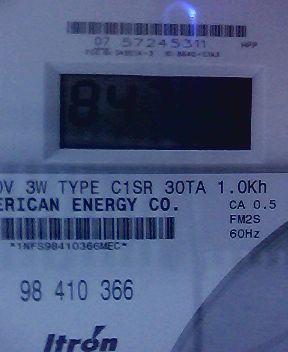 07 57245311
84
0V 3W TYPE C1SR 30TA 1.0Kh
ERICAN ENERGY CO.
CA 0.5
FM2S
60Hz
*1NFS98410366MEC*
98 410 366
Itrón